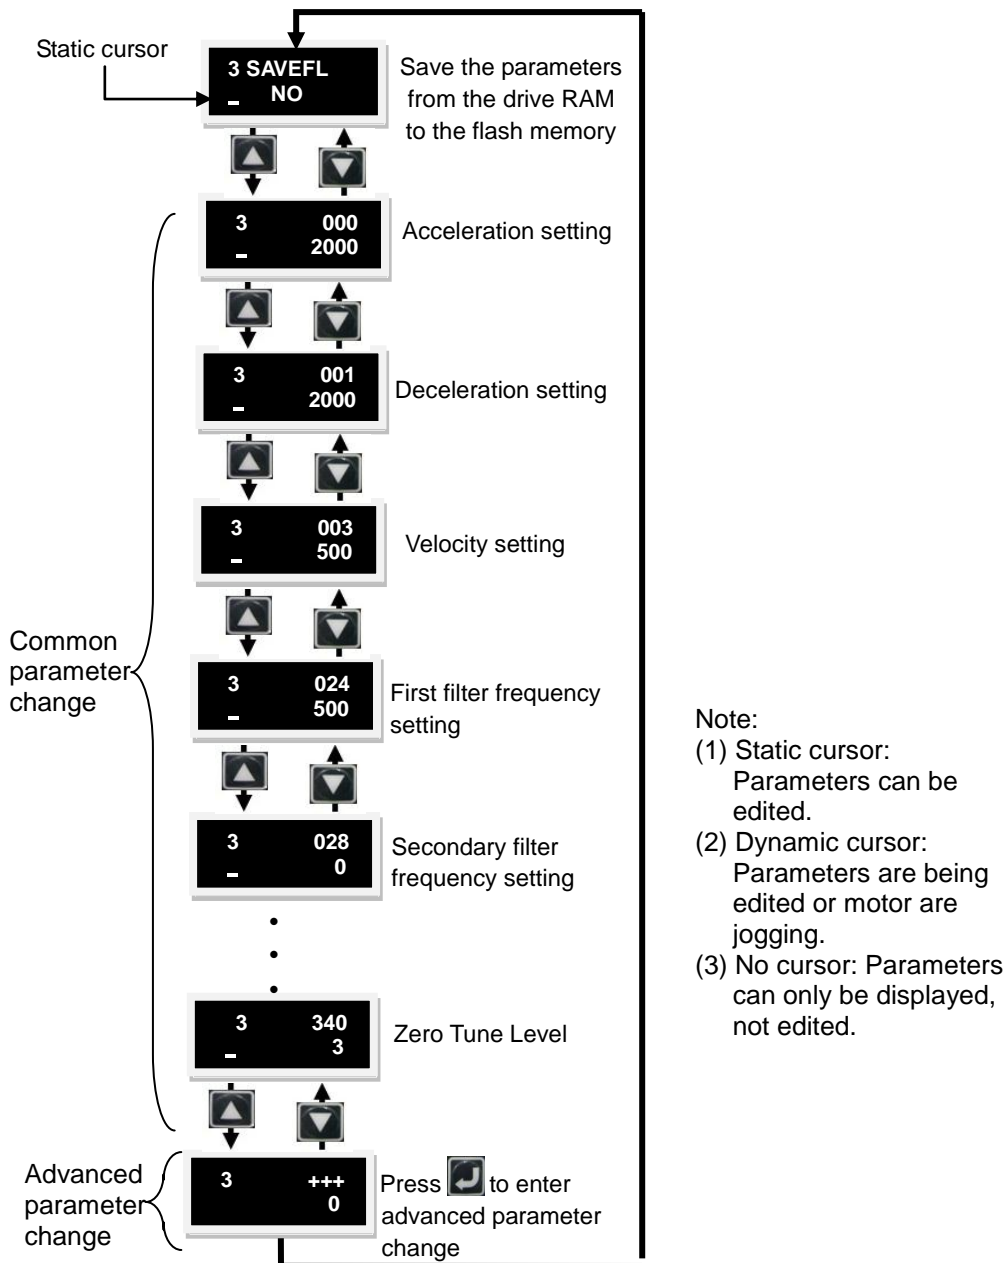 Static cursor
3 SAVEFL
_ NO
Save the parameters
from the drive RAM
to the flash memory
3 000
_ 2000
Acceleration setting
3 001
_ 2000
Deceleration setting
3 003
_ 500
Velocity setting
Common
parameter
change
3 024
_ 500
First filter frequency
setting
3 028
_ 0
Secondary filter
frequency setting
3 340
_ 3
Zero Tune Level
Advanced
parameter
change
3 +++
0
Press to enter
advanced parameter
change
Note:
(1) Static cursor:
Parameters can be
edited.
(2) Dynamic cursor:
Parameters are being
edited or motor are
jogging.
(3) No cursor: Parameters
can only be displayed,
not edited.